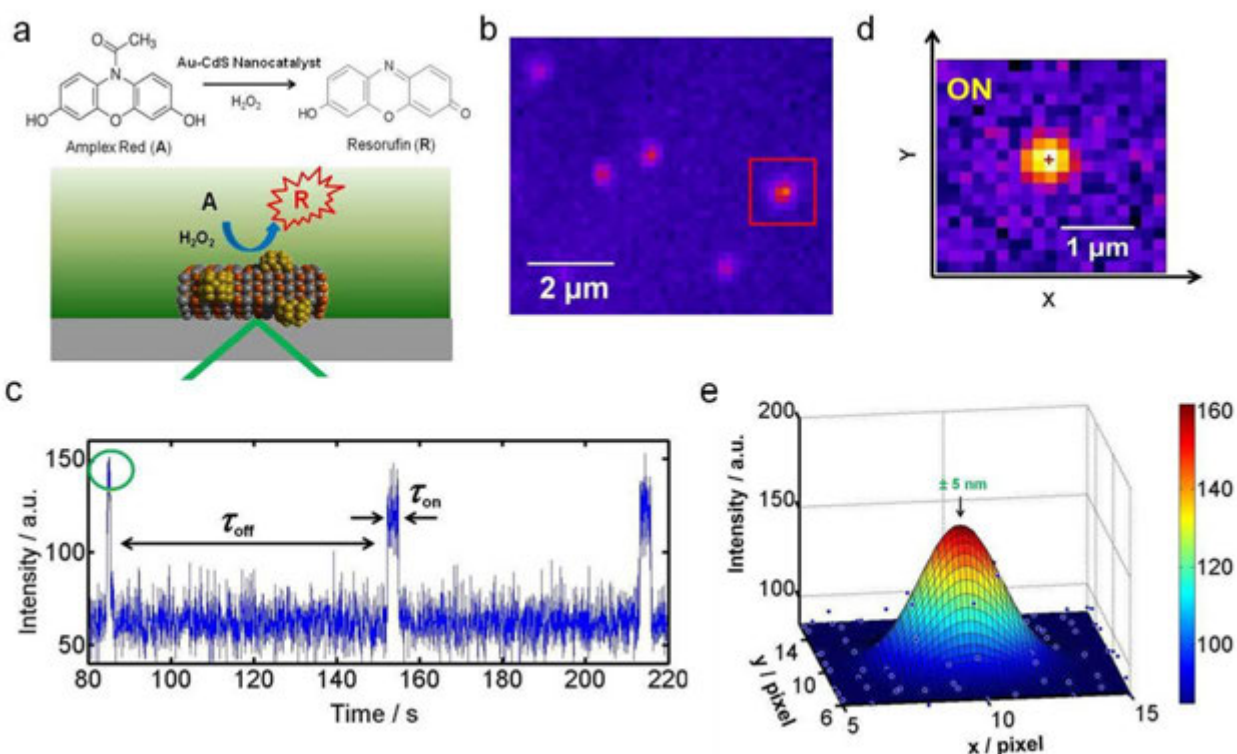 a
Au-CdS Nanocatalyst
H₂O₂
O
CH₃
N
HO
O
OH
Amplex Red (A)
N
HO
O
O
Resorufin (R)
A
R
H₂O₂
b
2 μm
d
ON
Y
1 μm
X
c
Intensity / a.u.
150
100
50
τoff
τon
80 100 120 140 160 180 200 220
Time / s
e
Intensity / a.u.
200
150
100
± 5 nm
14
10
6
y / pixel
5 10 15
x / pixel
160
140
120
100